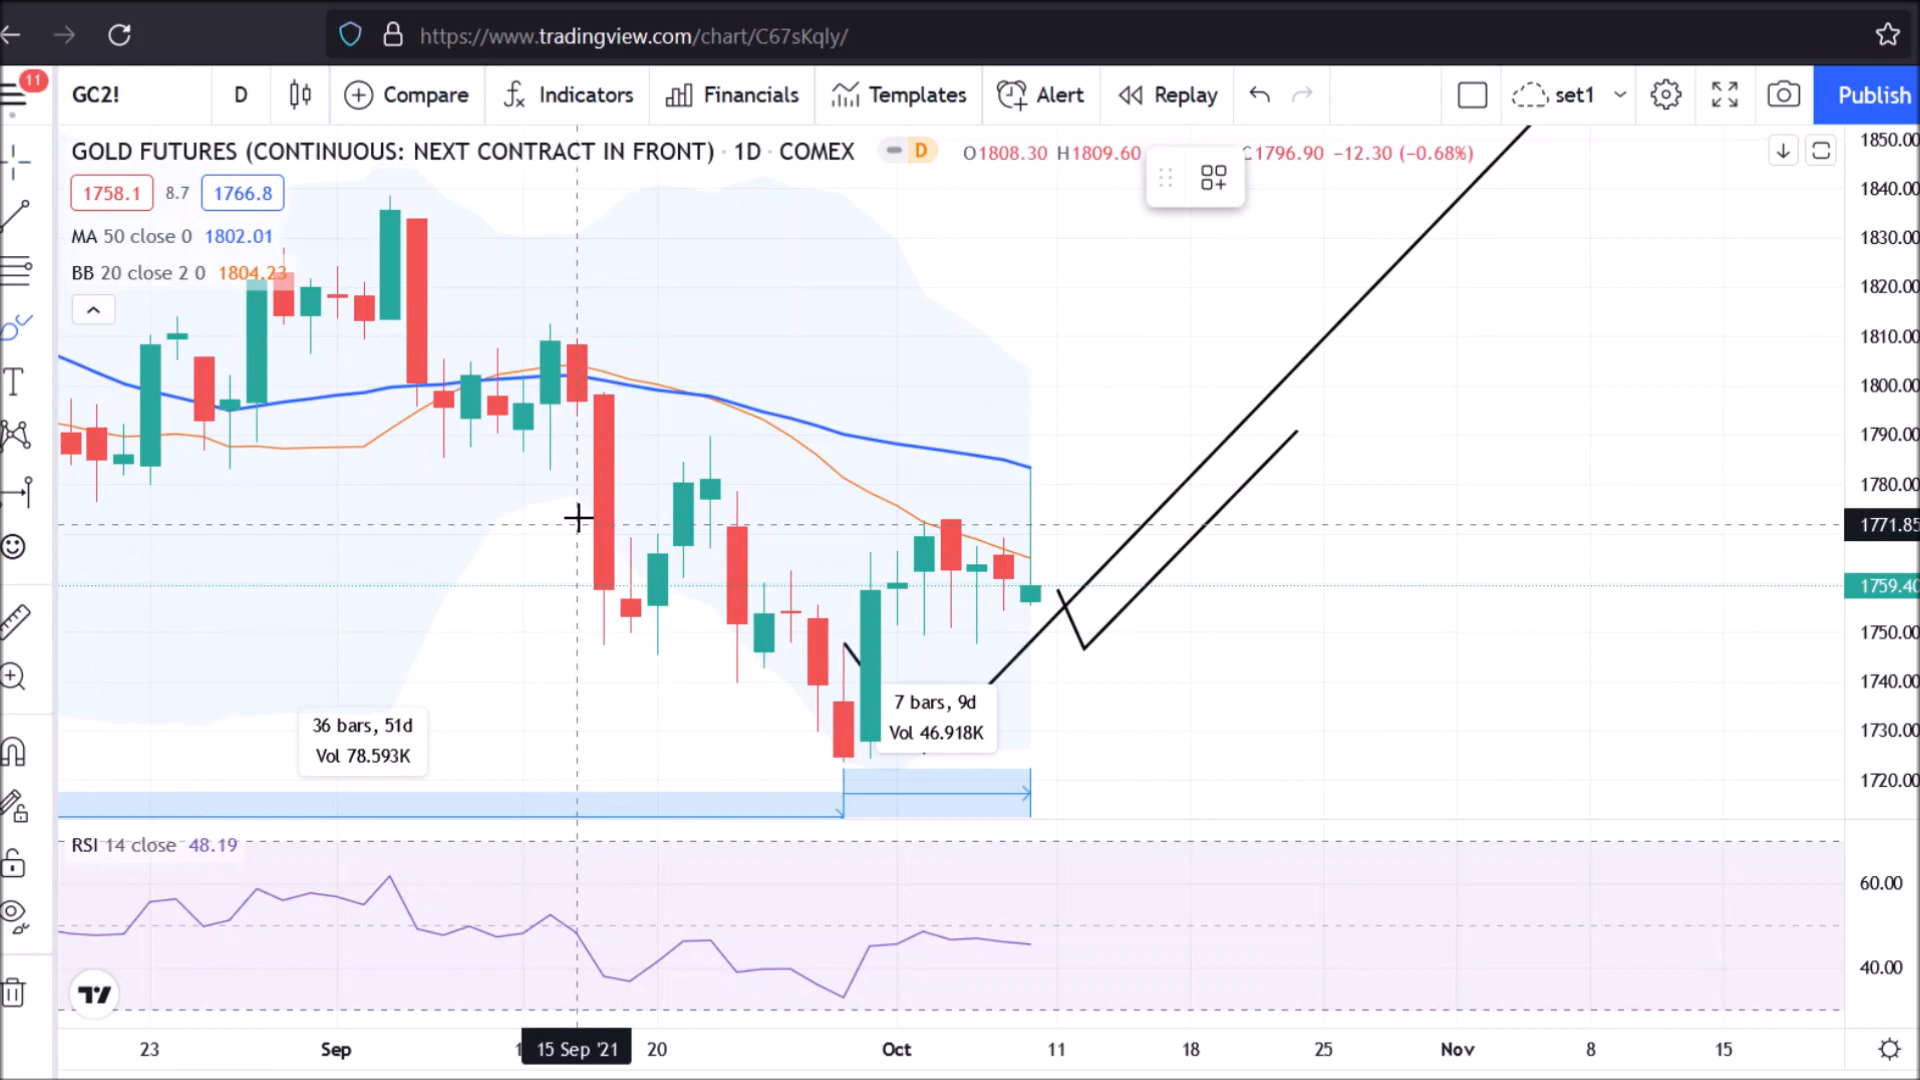 https://www.tradingview.com/chart/C67sKqly/
11
GC2! D Compare Indicators Financials Templates Alert Replay set1 Publish
GOLD FUTURES (CONTINUOUS: NEXT CONTRACT IN FRONT) · 1D · COMEX D O1808.30 H1809.60 C1796.90 −12.30 (−0.68%)
1758.1 8.7 1766.8
MA 50 close 0 1802.01
BB 20 close 2 0 1804.23
1850.00
1840.00
1830.00
1820.00
1810.00
1800.00
1790.00
1780.00
1771.85
1759.40
1750.00
1740.00
1730.00
1720.00
7 bars, 9d
Vol 46.918K
36 bars, 51d
Vol 78.593K
RSI 14 close 48.19
60.00
40.00
23 Sep 15 Sep '21 20 Oct 11 18 25 Nov 8 15